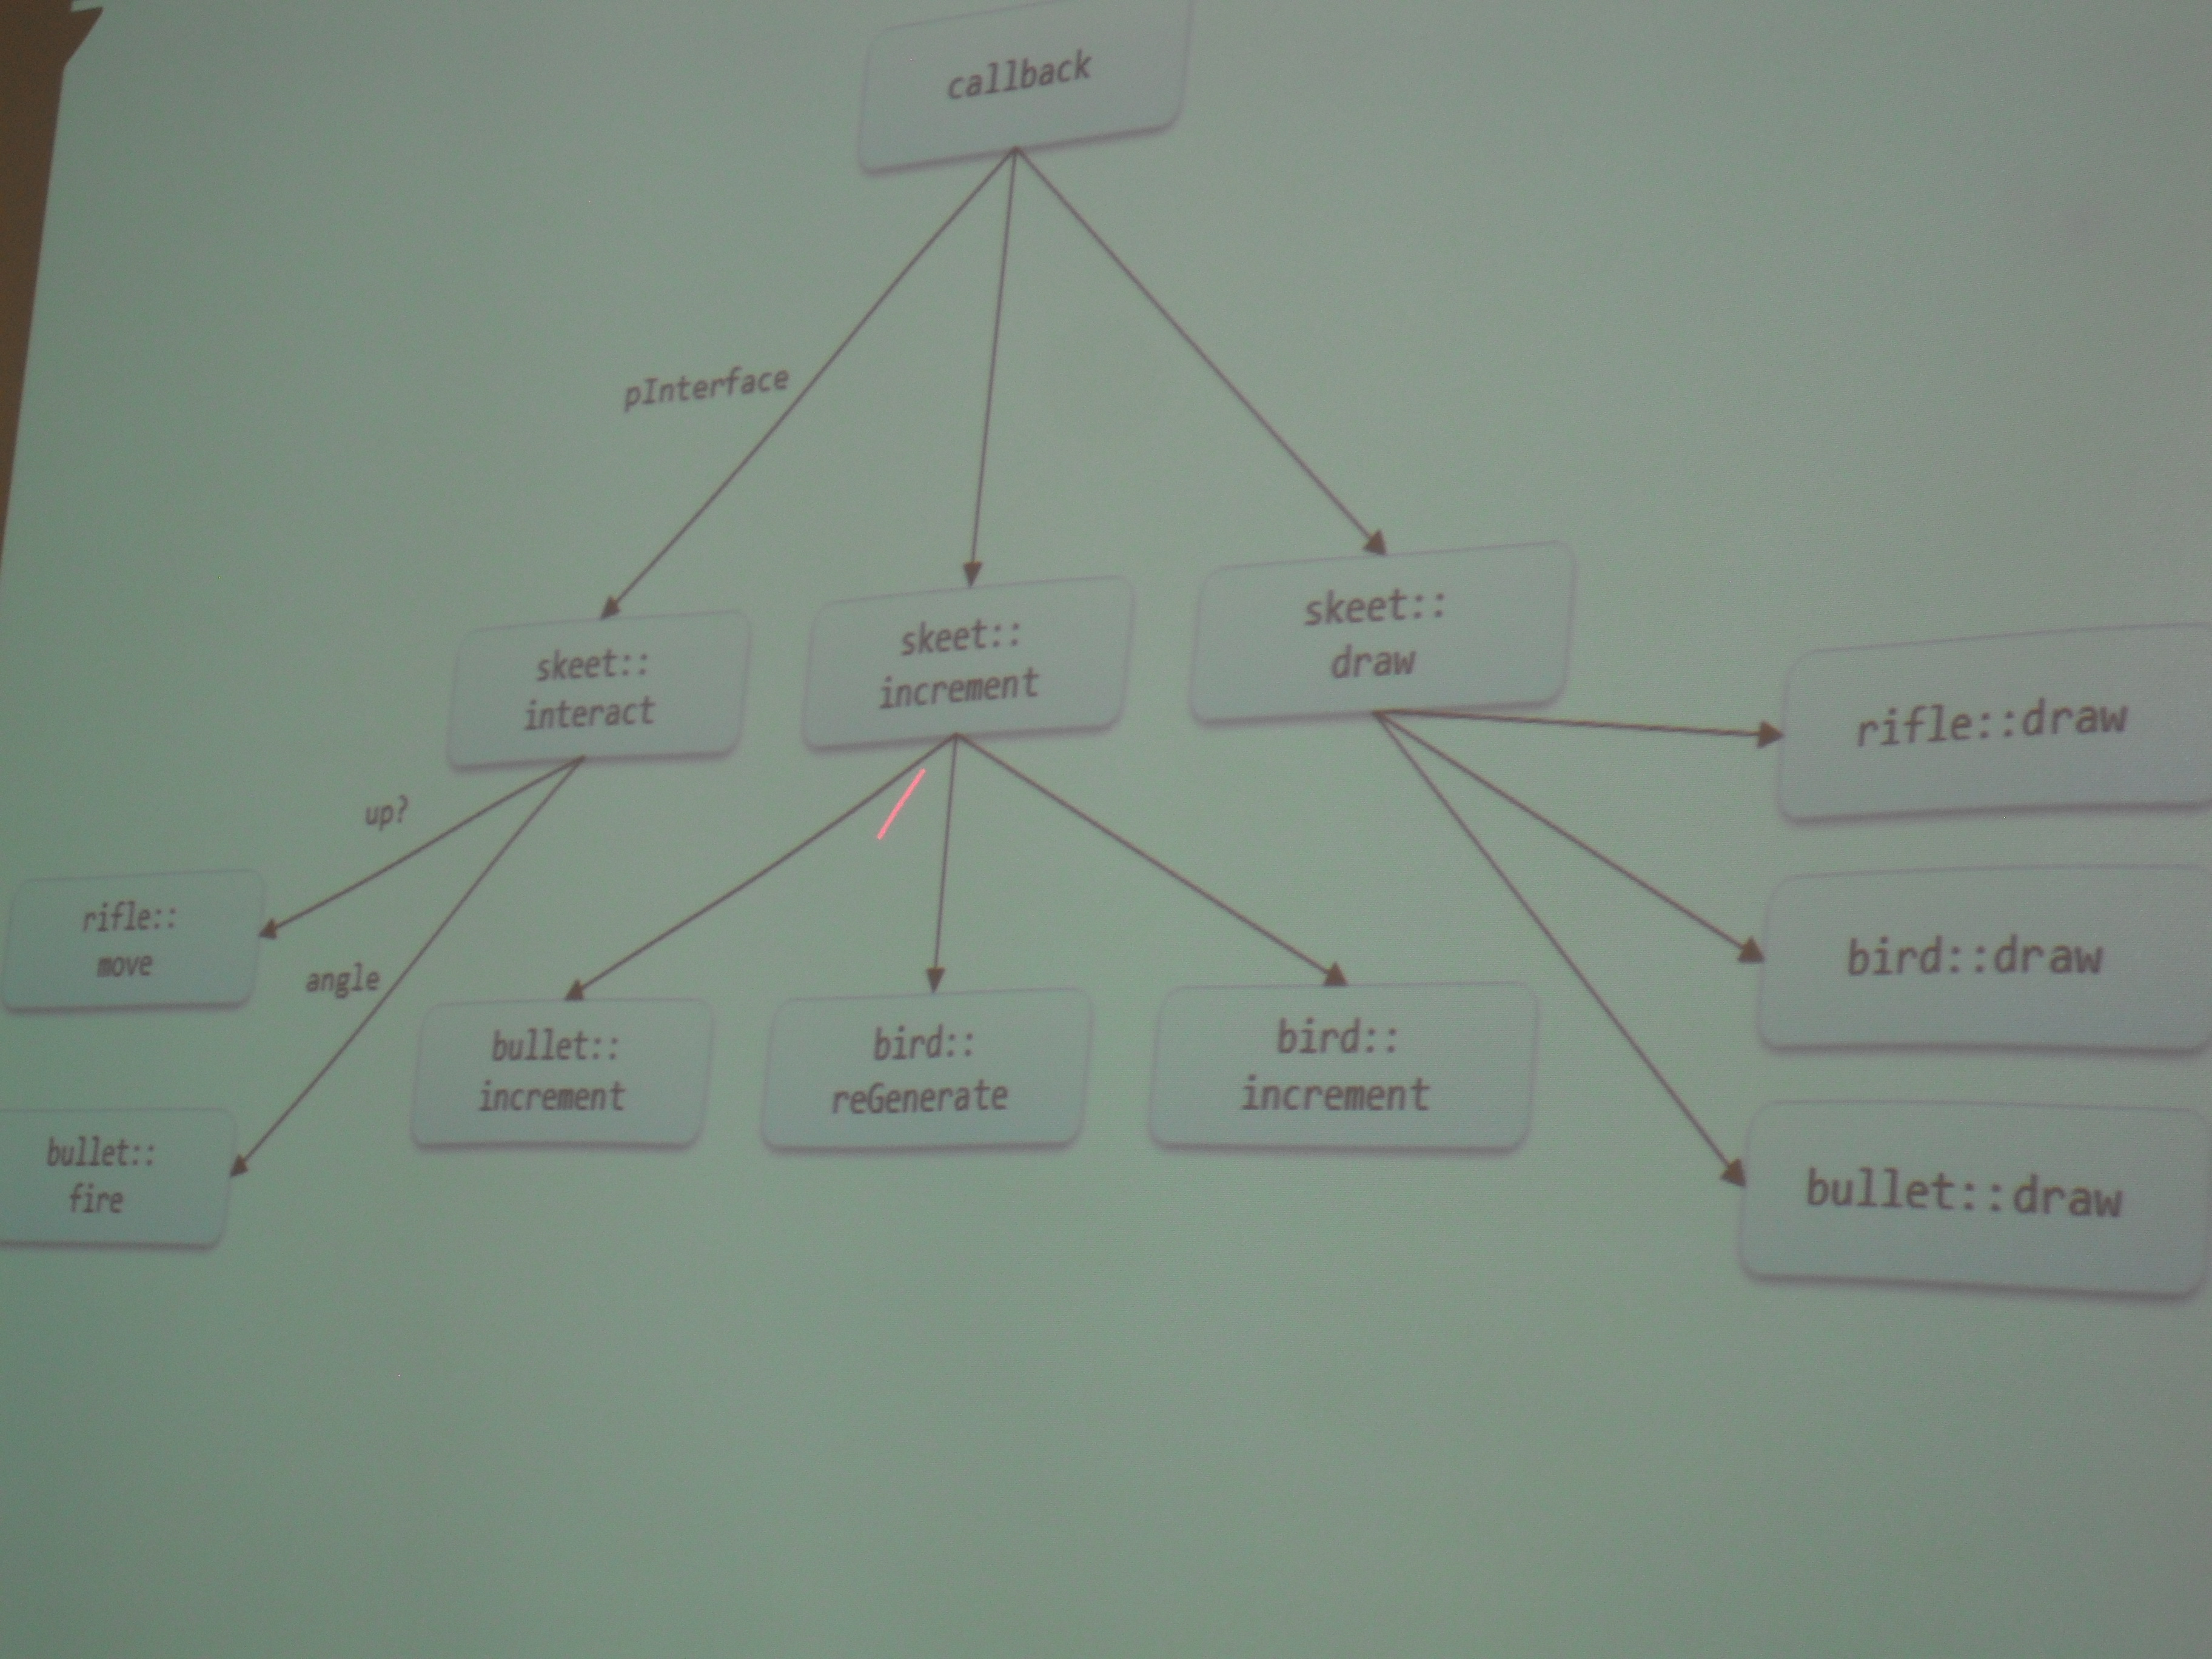 callback
pInterface
skeet::
interact
skeet::
increment
skeet::
draw
up?
angle
rifle::
move
bullet::
fire
bullet::
increment
bird::
reGenerate
bird::
increment
rifle::draw
bird::draw
bullet::draw